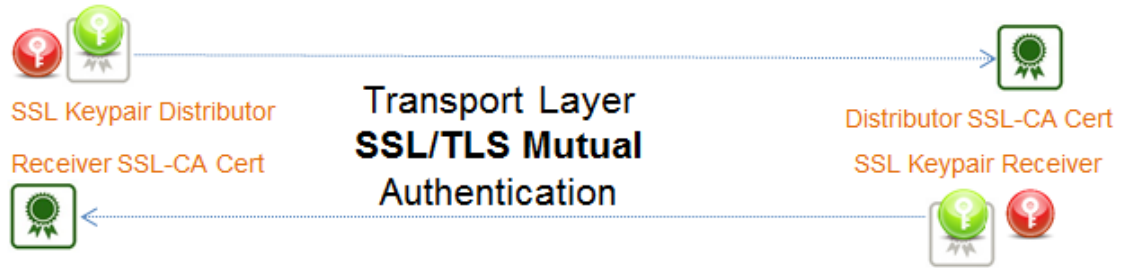 SSL Keypair Distributor
Receiver SSL-CA Cert
Transport Layer
SSL/TLS Mutual
Authentication
Distributor SSL-CA Cert
SSL Keypair Receiver